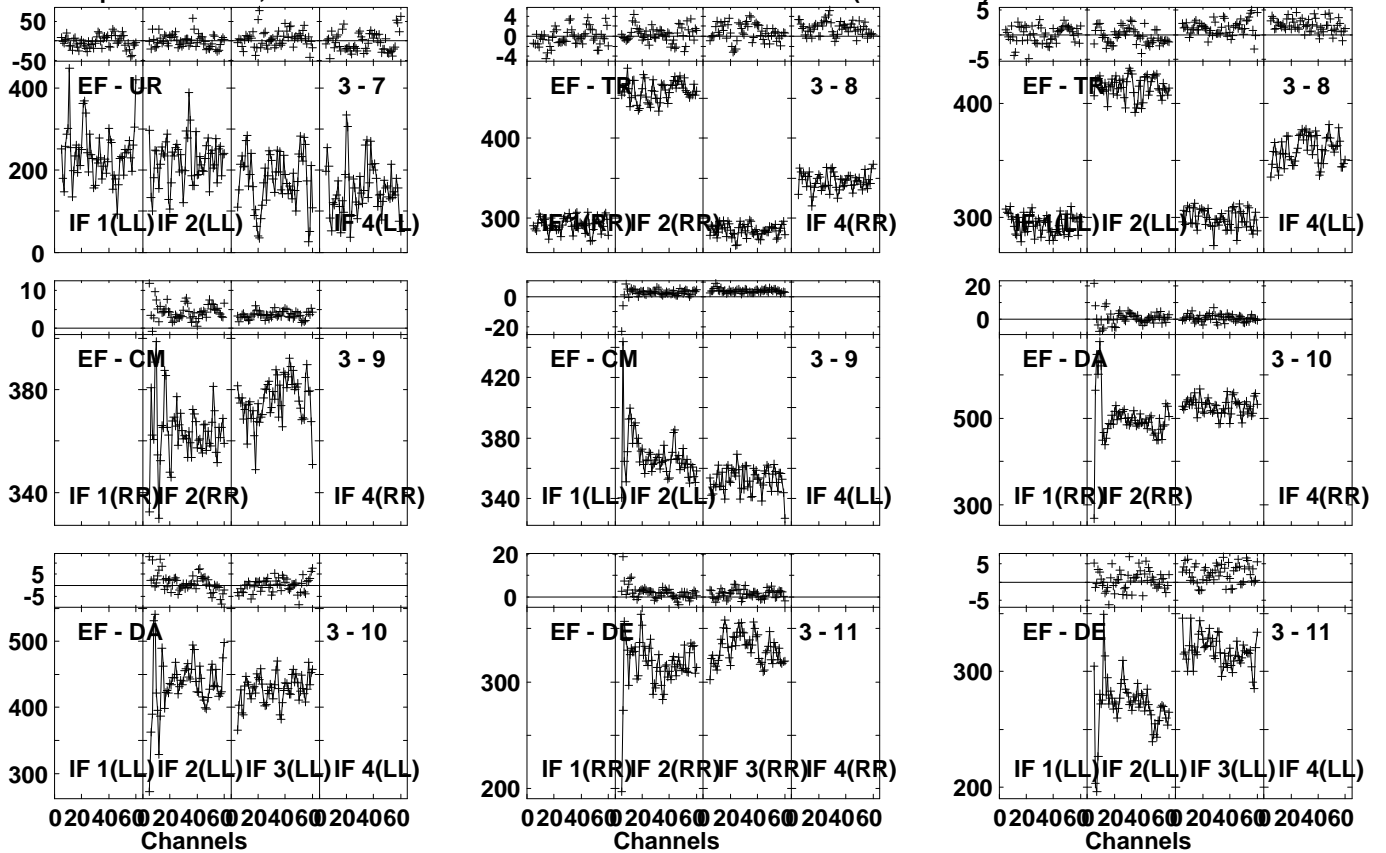 50
0
-50
EF - UR 3 - 7
400
200
0
IF 1(LL) IF 2(LL) IF 4(LL)
4
0
-4
EF - TR 3 - 8
400
300
IF 2(RR) IF 4(RR)
5
-5
EF - TR 3 - 8
400
300
IF 2(LL) IF 4(LL)
10
0
EF - CM 3 - 9
380
340
IF 1(RR) IF 2(RR) IF 4(RR)
0
-20
EF - CM 3 - 9
420
380
340
IF 1(LL) IF 2(LL) IF 4(LL)
20
0
EF - DA 3 - 10
500
300
IF 1(RR) IF 2(RR) IF 4(RR)
5
-5
EF - DA 3 - 10
500
400
300
IF 1(LL) IF 2(LL) IF 3(LL) IF 4(LL)
0 20 40 60 0 20 40 60 0 20 40 60 0 20 40 60
Channels
20
0
EF - DE 3 - 11
300
200
IF 1(RR) IF 2(RR) IF 3(RR) IF 4(RR)
0 20 40 60 0 20 40 60 0 20 40 60 0 20 40 60
Channels
5
-5
EF - DE 3 - 11
300
200
IF 1(LL) IF 2(LL) IF 3(LL) IF 4(LL)
0 20 40 60 0 20 40 60 0 20 40 60 0 20 40 60
Channels